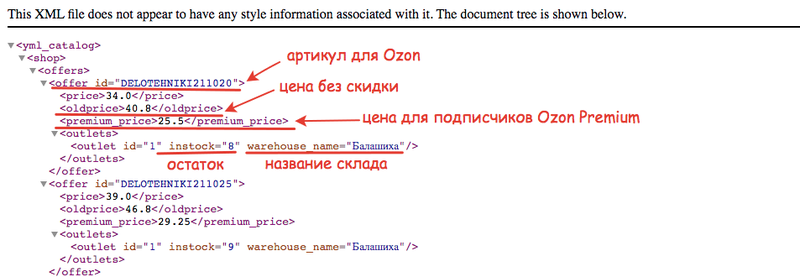 This XML file does not appear to have any style information associated with it. The document tree is shown below.
▼<yml_catalog>
▼<shop>
▼<offers>
артикул для Ozon
▼<offer id="DELOTEHNIKI211020">
<price>34.0</price>
цена без скидки
<oldprice>40.8</oldprice>
<premium_price>25.5</premium_price>
цена для подписчиков Ozon Premium
▼<outlets>
<outlet id="1" instock="8" warehouse_name="Балашиха"/>
</outlets>
остаток
название склада
</offer>
▼<offer id="DELOTEHNIKI211025">
<price>39.0</price>
<oldprice>46.8</oldprice>
<premium_price>29.25</premium_price>
▼<outlets>
<outlet id="1" instock="9" warehouse_name="Балашиха"/>
</outlets>
</offer>